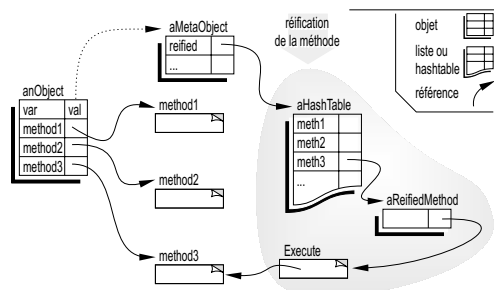 aMetaObject
reified
...
réification
de la méthode
objet
liste ou
hashtable
référence
anObject
var val
method1
method2
method3
method1
method2
method3
aHashTable
meth1
meth2
meth3
...
aReifiedMethod
Execute